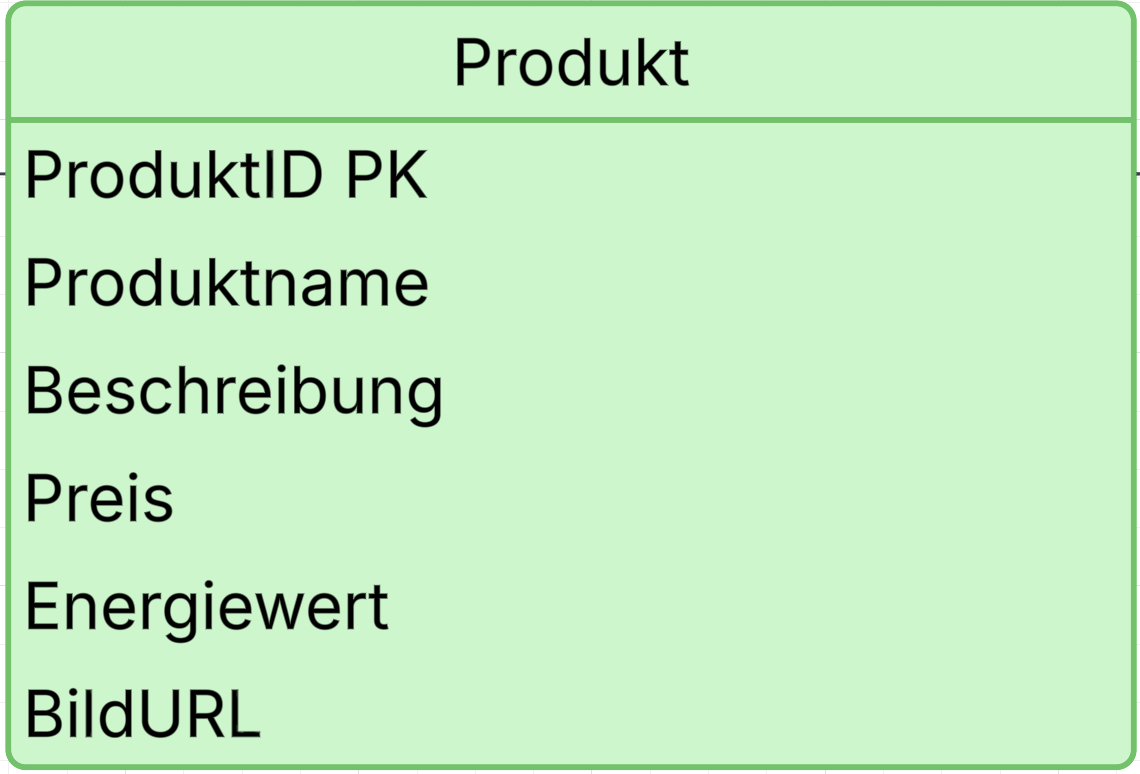 Produkt
ProduktID PK
Produktname
Beschreibung
Preis
Energiewert
BildURL